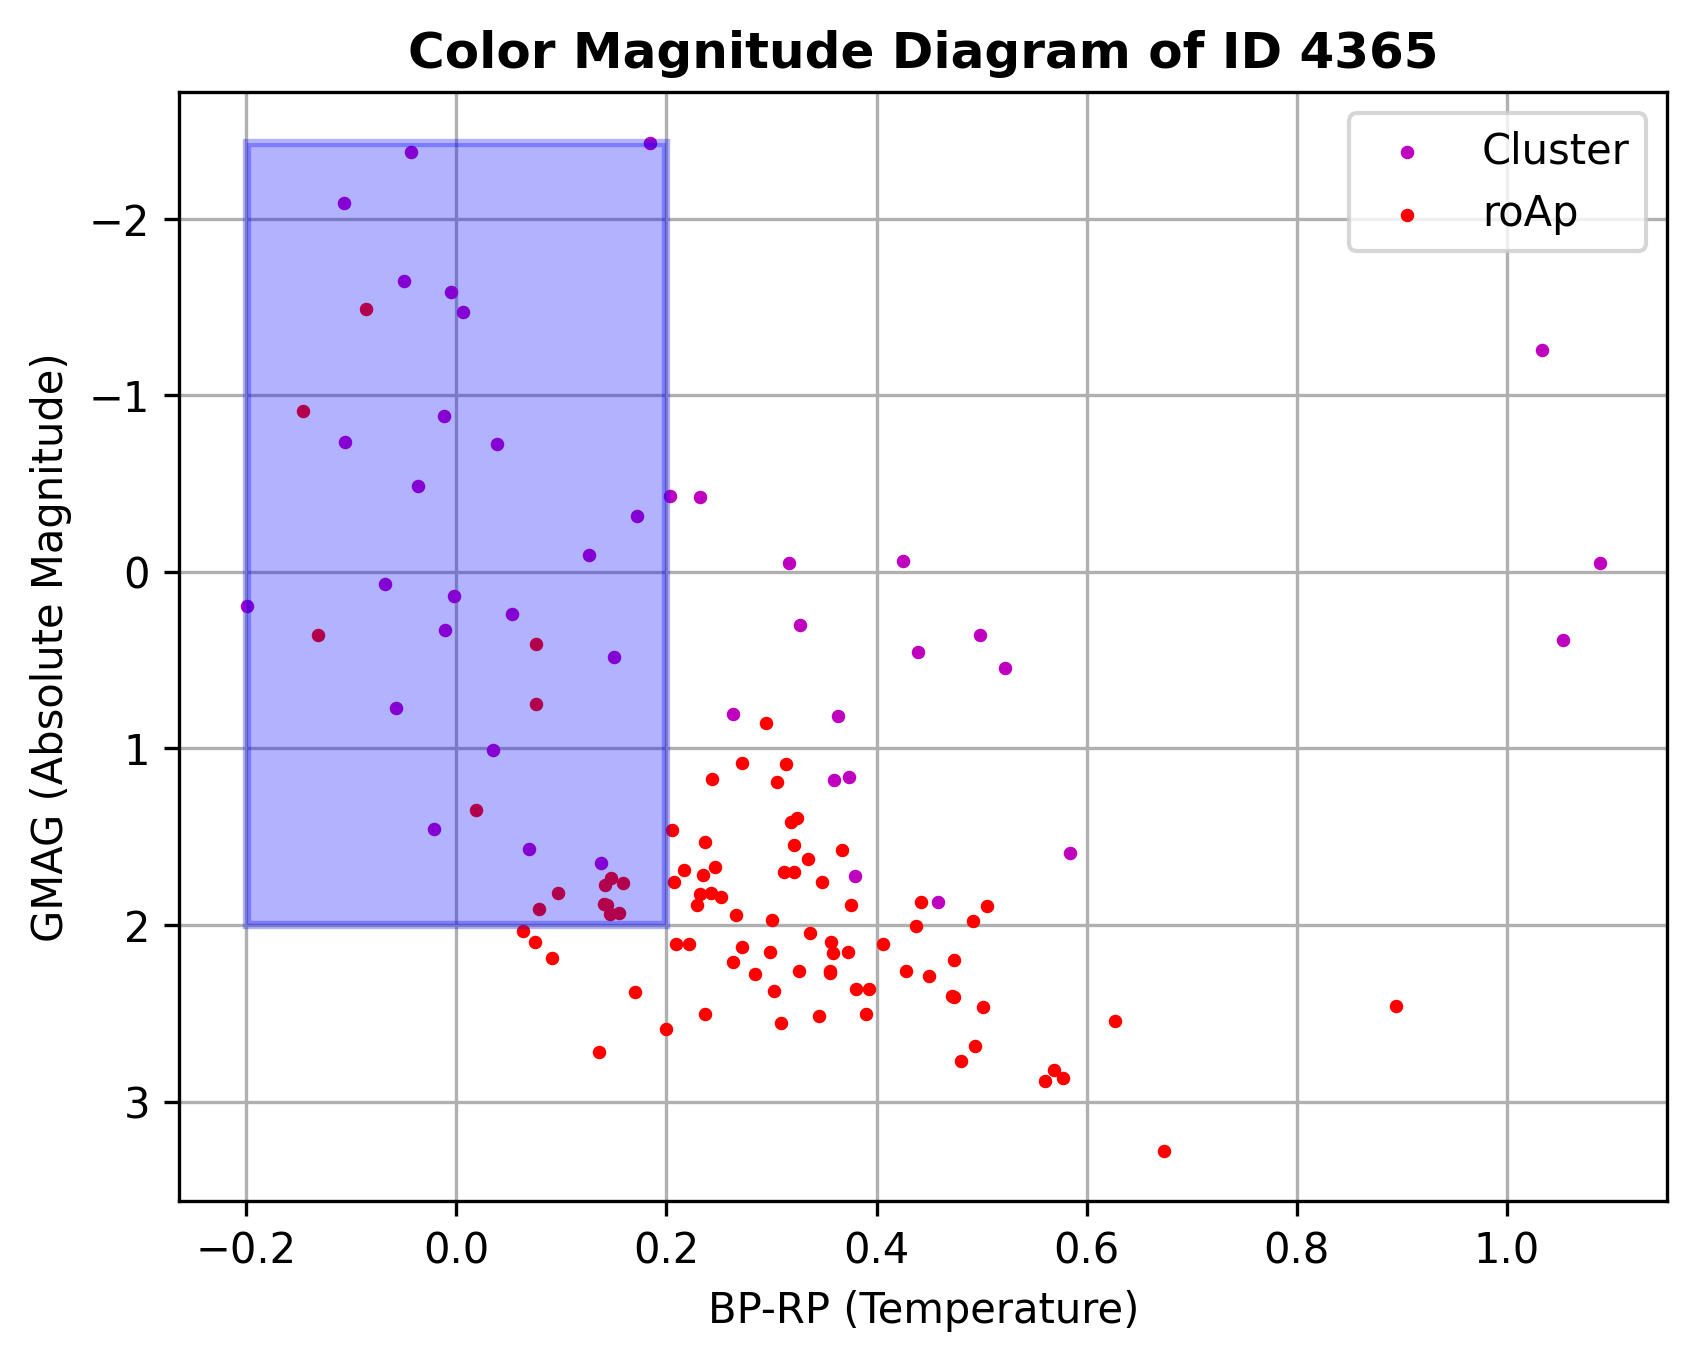 Color Magnitude Diagram of ID 4365
Cluster
roAp
GMAG (Absolute Magnitude)
−2
−1
0
1
2
3
−0.2 0.0 0.2 0.4 0.6 0.8 1.0
BP-RP (Temperature)